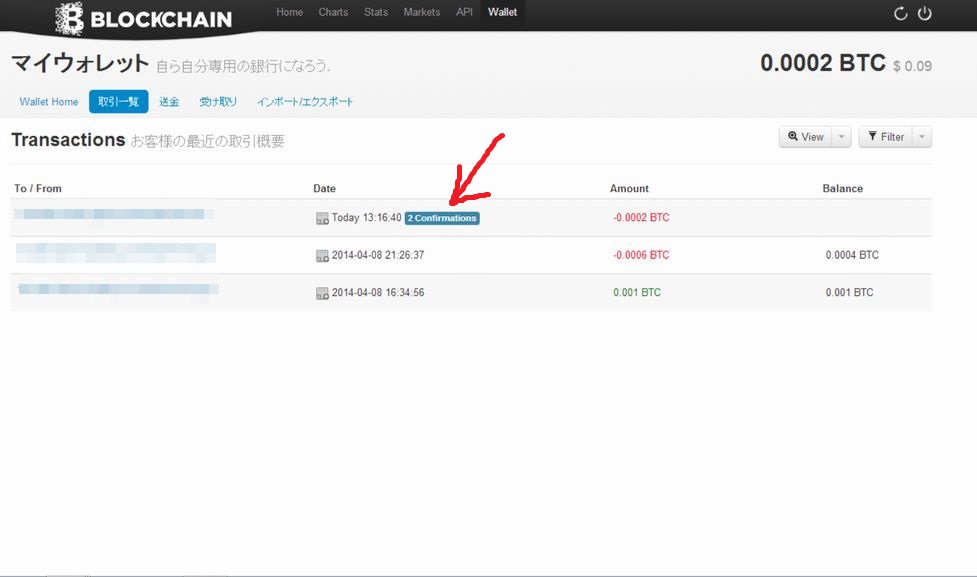 BLOCKCHAIN Home Charts Stats Markets API Wallet
マイウォレット 自ら自分専用の銀行になろう. 0.0002 BTC $ 0.09
Wallet Home 取引一覧 送金 受け取り インポート/エクスポート
Transactions お客様の最近の取引概要 View Filter
To / From Date Amount Balance
Today 13:16:40 2 Confirmations -0.0002 BTC
2014-04-08 21:26:37 -0.0006 BTC 0.0004 BTC
2014-04-08 16:34:56 0.001 BTC 0.001 BTC